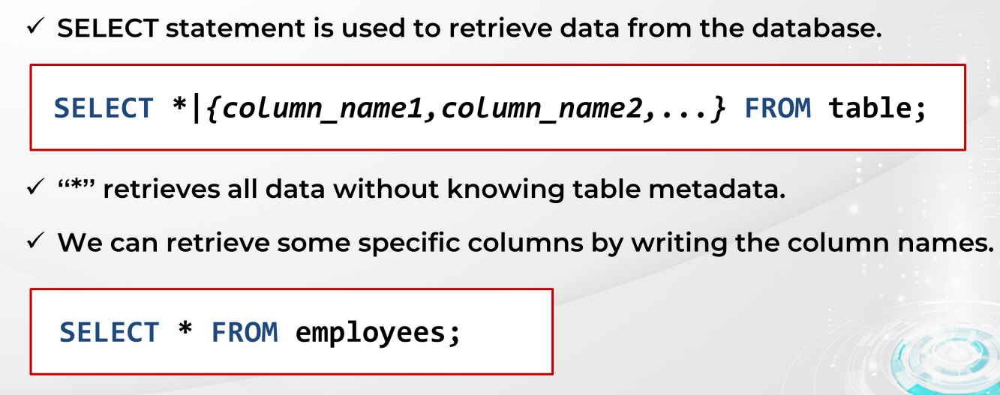 ✓ SELECT statement is used to retrieve data from the database.
SELECT *|{column_name1,column_name2,...} FROM table;
✓ “*” retrieves all data without knowing table metadata.
✓ We can retrieve some specific columns by writing the column names.
SELECT * FROM employees;